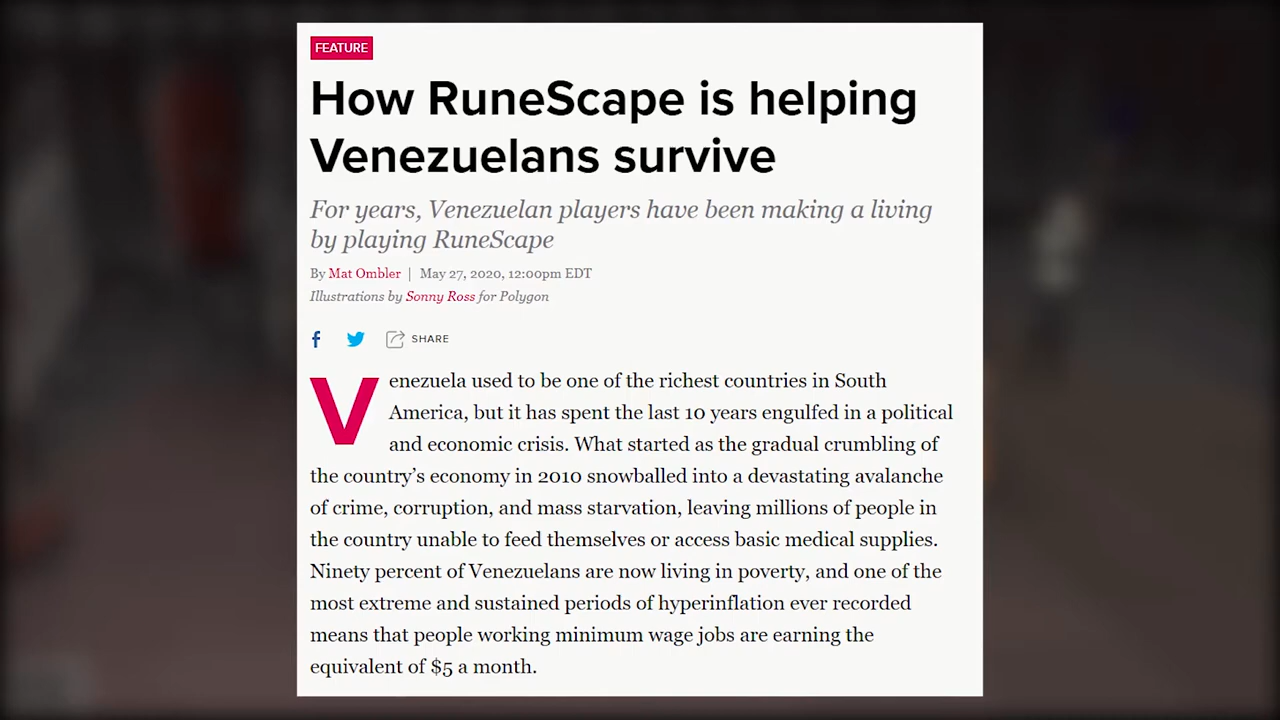 FEATURE
How RuneScape is helping
Venezuelans survive
For years, Venezuelan players have been making a living
by playing RuneScape
By Mat Ombler | May 27, 2020, 12:00pm EDT
Illustrations by Sonny Ross for Polygon
SHARE
Venezuela used to be one of the richest countries in South
America, but it has spent the last 10 years engulfed in a political
and economic crisis. What started as the gradual crumbling of
the country’s economy in 2010 snowballed into a devastating avalanche
of crime, corruption, and mass starvation, leaving millions of people in
the country unable to feed themselves or access basic medical supplies.
Ninety percent of Venezuelans are now living in poverty, and one of the
most extreme and sustained periods of hyperinflation ever recorded
means that people working minimum wage jobs are earning the
equivalent of $5 a month.